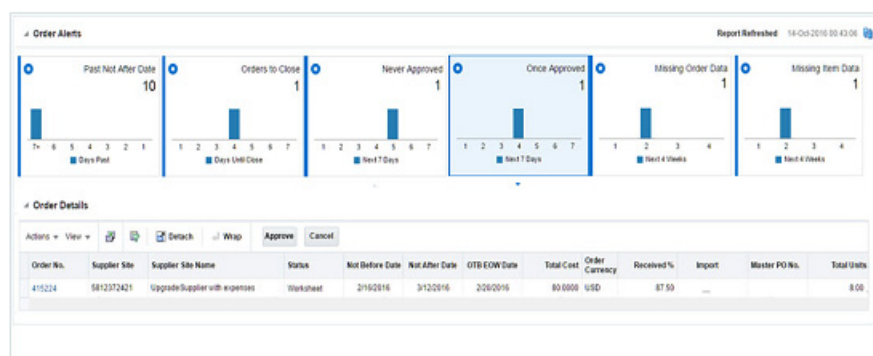 Order Alerts
Report Refreshed 14-Oct-2016 00:43:06
Past Not After Date
10
7+ 6 5 4 3 2 1
Days Past
Orders to Close
1
1 2 3 4 5 6 7
Days Until Close
Never Approved
1
1 2 3 4 5 6 7
Next 7 Days
Once Approved
1
1 2 3 4 5 6 7
Next 7 Days
Missing Order Data
1
1 2 3 4
Next 4 Weeks
Missing Item Data
1
1 2 3 4
Next 4 Weeks
Order Details
Actions View Detach Wrap Approve Cancel
Order No. Supplier Site Supplier Site Name Status Not Before Date Not After Date OTB EOW Date Total Cost Order Currency Received % Import Master PO No. Total Units
415224 5812372421 Upgrade Supplier with expenses Worksheet 2/16/2016 3/12/2016 2/20/2016 80.0000 USD 87.50 8.00